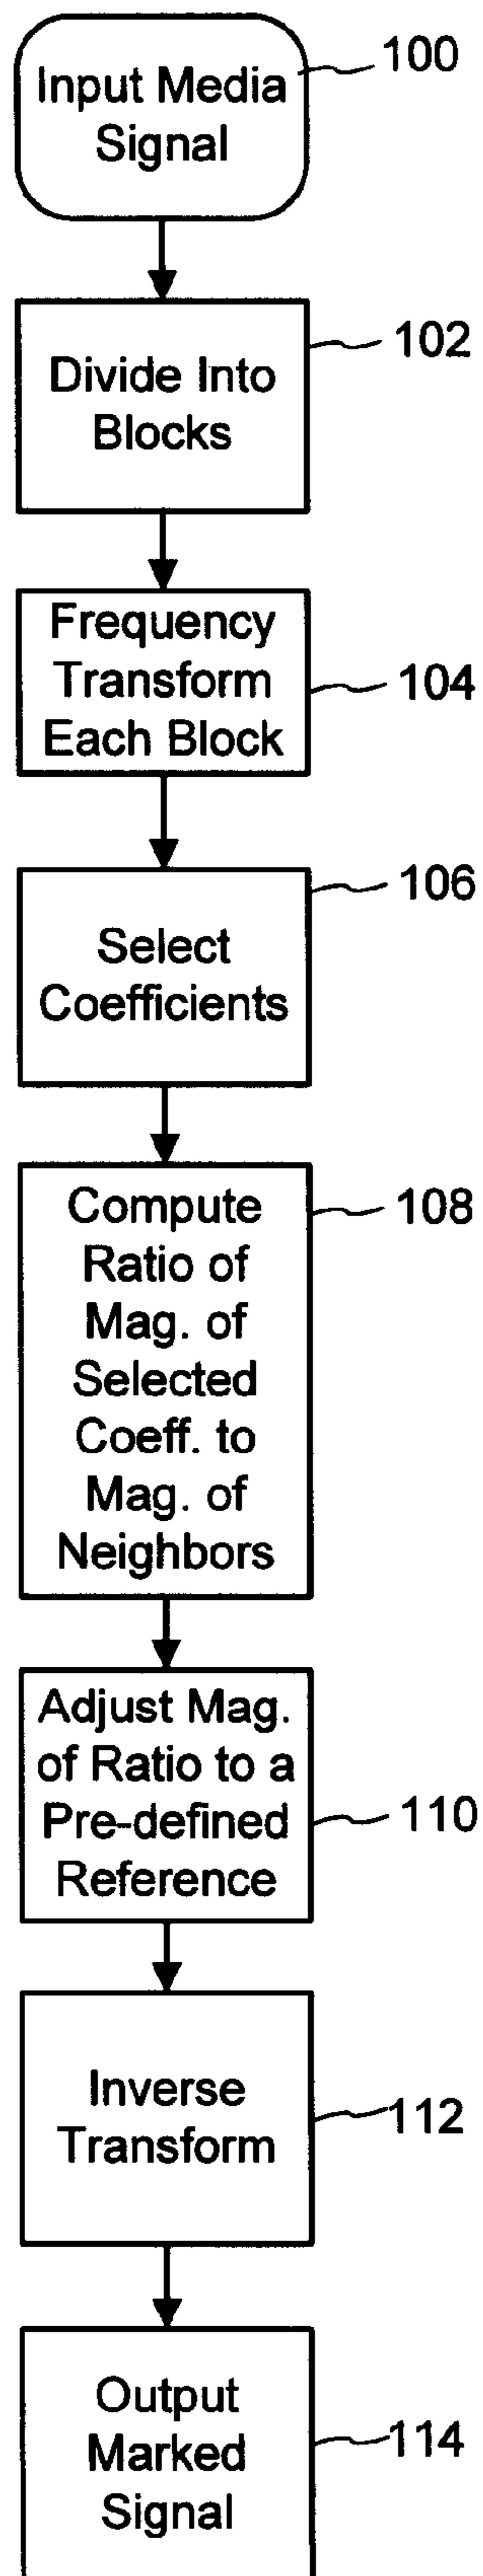 Input Media
Signal
100
Divide Into
Blocks
102
Frequency
Transform
Each Block
104
Select
Coefficients
106
Compute
Ratio of
Mag. of
Selected
Coeff. to
Mag. of
Neighbors
108
Adjust Mag.
of Ratio to a
Pre-defined
Reference
110
Inverse
Transform
112
Output
Marked
Signal
114